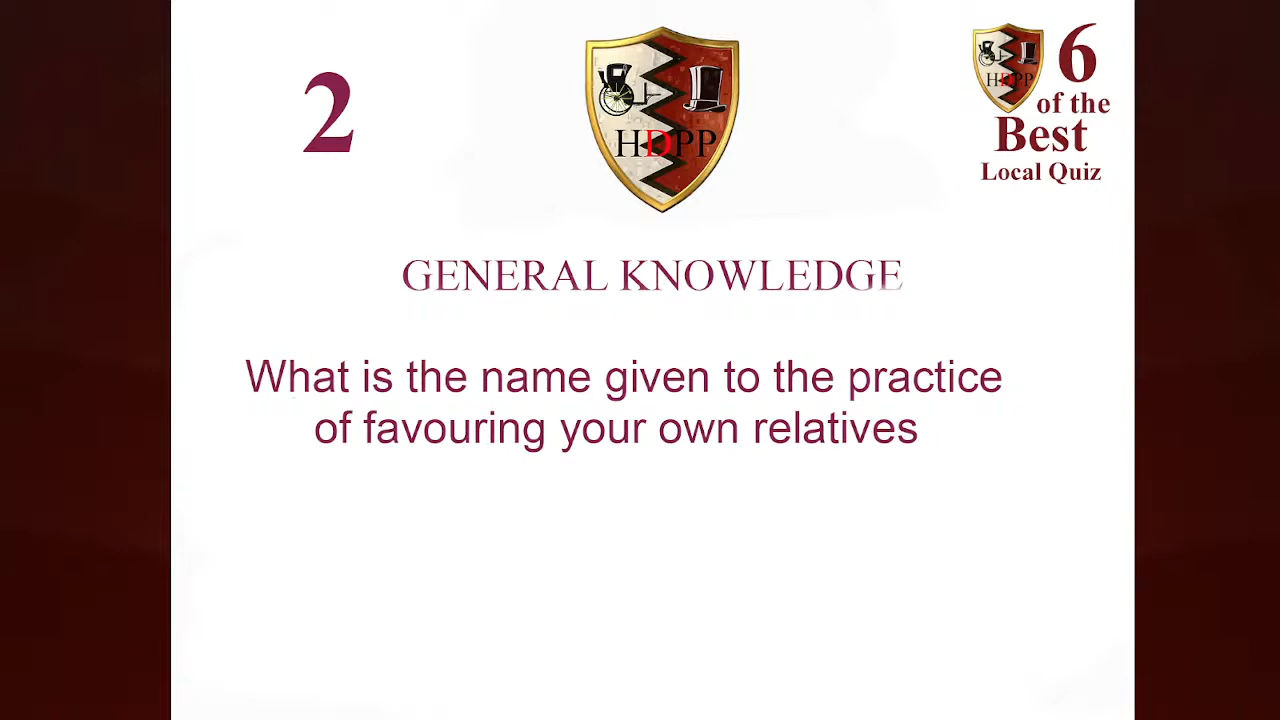 2
HDPP
HDPP
6
of the
Best
Local Quiz
GENERAL KNOWLEDGE
What is the name given to the practice
of favouring your own relatives